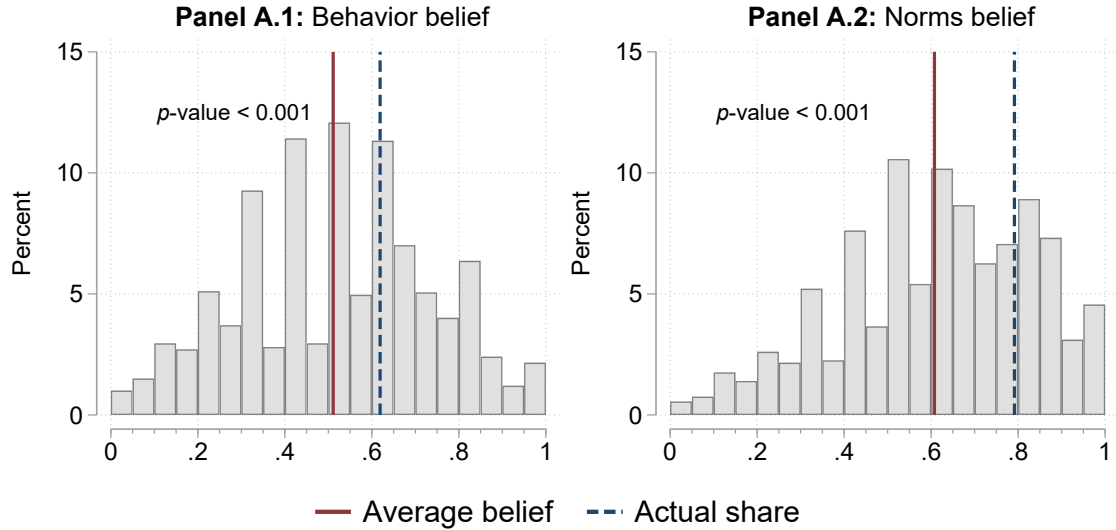 Panel A.1: Behavior belief
Percent
15
10
5
0
p-value < 0.001
0 .2 .4 .6 .8 1
Panel A.2: Norms belief
Percent
15
10
5
0
p-value < 0.001
0 .2 .4 .6 .8 1
Average belief Actual share